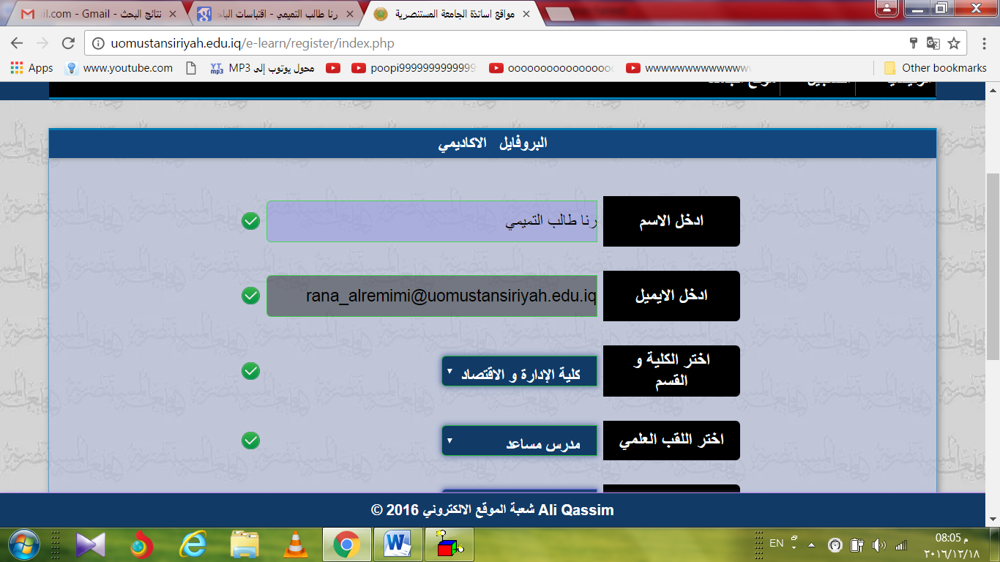 il.com - Gmail - نتائج البحث
رنا طالب التميمي - اقتباسات الباح
مواقع اساتذة الجامعة المستنصرية
uomustansiriyah.edu.iq/e-learn/register/index.php
Apps
www.youtube.com
محول يوتوب إلى MP3
poopi9999999999999
wwwwwwwwwwwwww
Other bookmarks
البروفايل الاكاديمي
ادخل الاسم
رنا طالب التميمي
ادخل الايميل
rana_alremimi@uomustansiriyah.edu.iq
اختر الكلية و
القسم
كلية الإدارة و الاقتصاد
اختر اللقب العلمي
مدرس مساعد
© 2016 شعبة الموقع الالكتروني Ali Qassim
EN
08:05 م
٢٠١٦/١٢/١٨